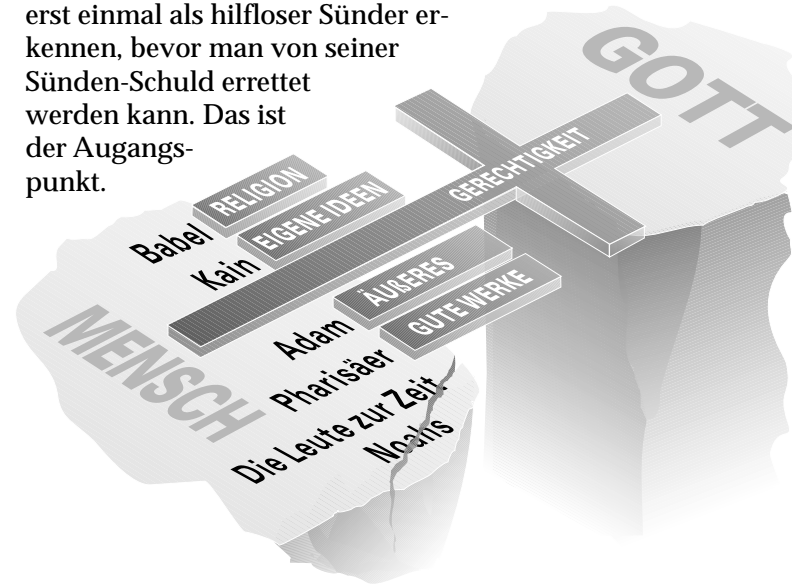 erst einmal als hilfloser Sünder er-
kennen, bevor man von seiner
Sünden-Schuld errettet
werden kann. Das ist
der Augangs-
punkt.
GOTT
GERECHTIGKEIT
RELIGION
Babel
EIGENE IDEEN
Kain
ÄUßERES
Adam
GUTE WERKE
Pharisäer
MENSCH
Die Leute zur Zeit
Noahs